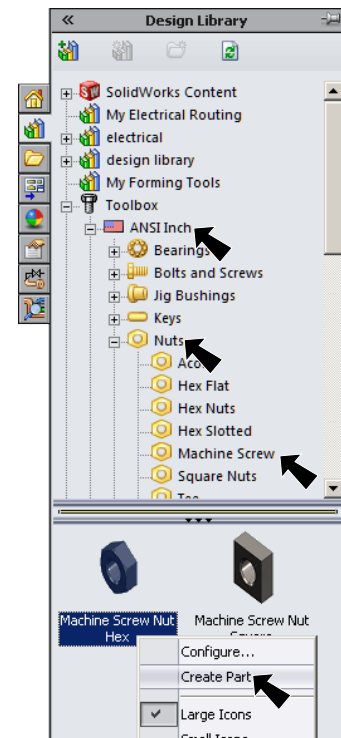 Design Library
SolidWorks Content
My Electrical Routing
electrical
design library
My Forming Tools
Toolbox
ANSI Inch
Bearings
Bolts and Screws
Jig Bushings
Keys
Nuts
Hex Flat
Hex Nuts
Hex Slotted
Machine Screw
Square Nuts
Machine Screw Nut
Hex
Machine Screw Nut
Configure...
Create Part
Large Icons